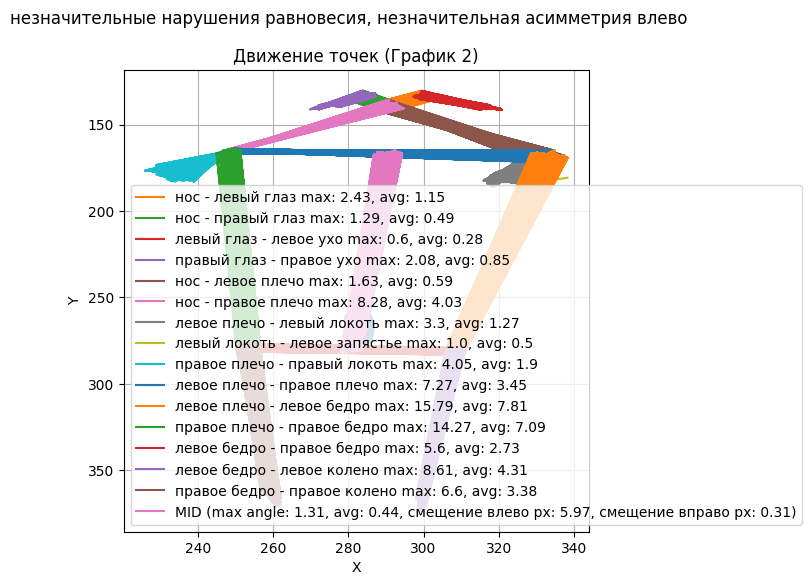 незначительные нарушения равновесия, незначительная асимметрия влево
Движение точек (График 2)
150
200
250
300
350
Y
нос - левый глаз max: 2.43, avg: 1.15
нос - правый глаз max: 1.29, avg: 0.49
левый глаз - левое ухо max: 0.6, avg: 0.28
правый глаз - правое ухо max: 2.08, avg: 0.85
нос - левое плечо max: 1.63, avg: 0.59
нос - правое плечо max: 8.28, avg: 4.03
левое плечо - левый локоть max: 3.3, avg: 1.27
левый локоть - левое запястье max: 1.0, avg: 0.5
правое плечо - правый локоть max: 4.05, avg: 1.9
левое плечо - правое плечо max: 7.27, avg: 3.45
левое плечо - левое бедро max: 15.79, avg: 7.81
правое плечо - правое бедро max: 14.27, avg: 7.09
левое бедро - правое бедро max: 5.6, avg: 2.73
левое бедро - левое колено max: 8.61, avg: 4.31
правое бедро - правое колено max: 6.6, avg: 3.38
MID (max angle: 1.31, avg: 0.44, смещение влево px: 5.97, смещение вправо px: 0.31)
240 260 280 300 320 340
X